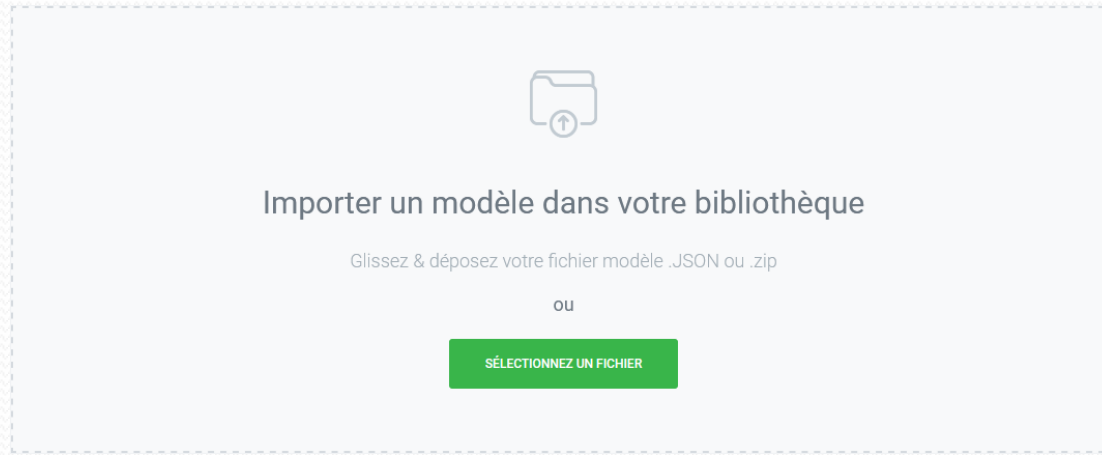 Importer un modèle dans votre bibliothèque
Glissez & déposez votre fichier modèle .JSON ou .zip
ou
SÉLECTIONNEZ UN FICHIER